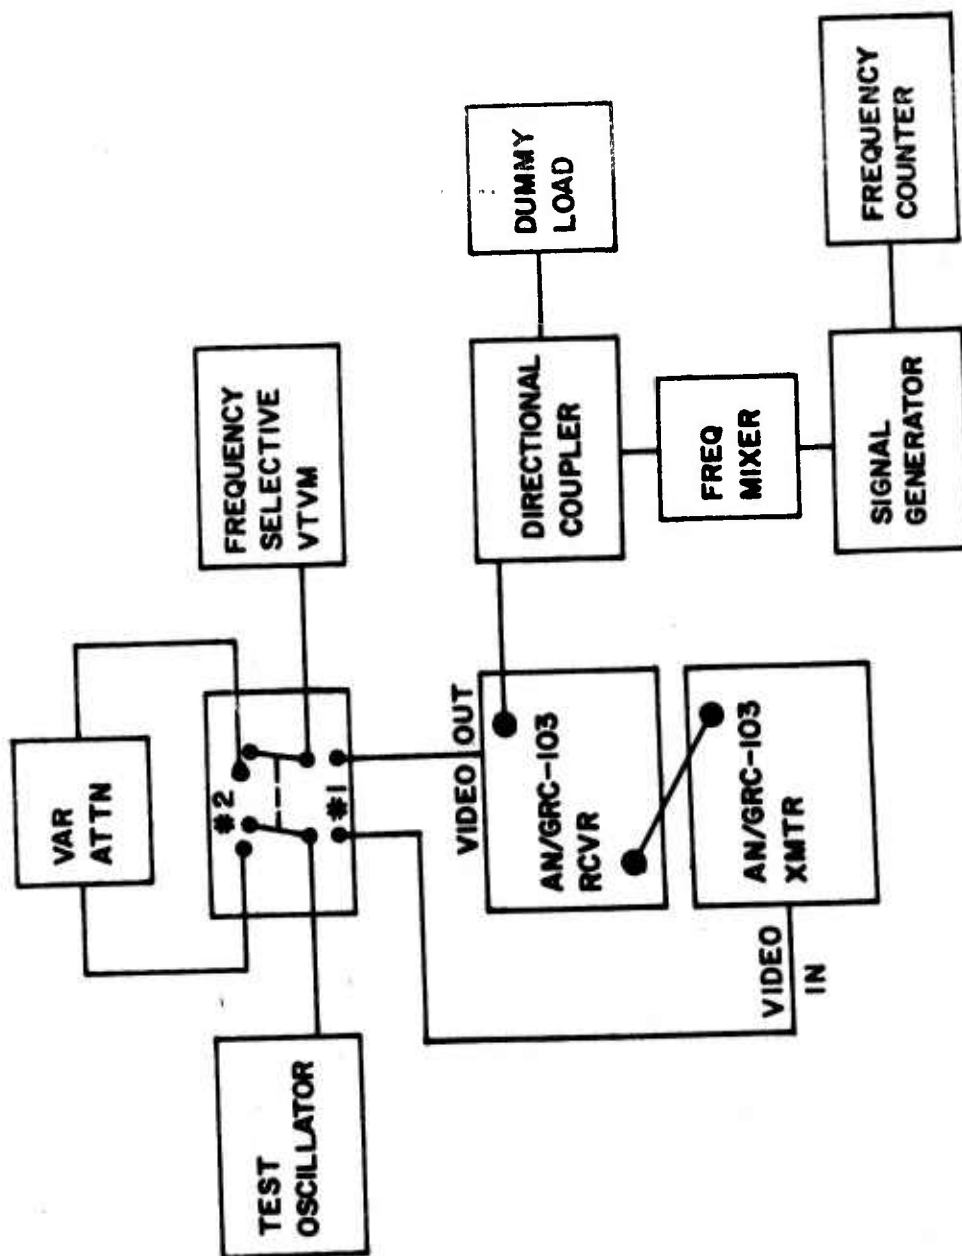 VAR
ATTN
TEST
OSCILLATOR
#2
#1
FREQUENCY
SELECTIVE
VTVM
VIDEO OUT
VIDEO
IN
AN/GRC-103
RCVR
AN/GRC-103
XMTR
DIRECTIONAL
COUPLER
DUMMY
LOAD
FREQ
MIXER
SIGNAL
GENERATOR
FREQUENCY
COUNTER